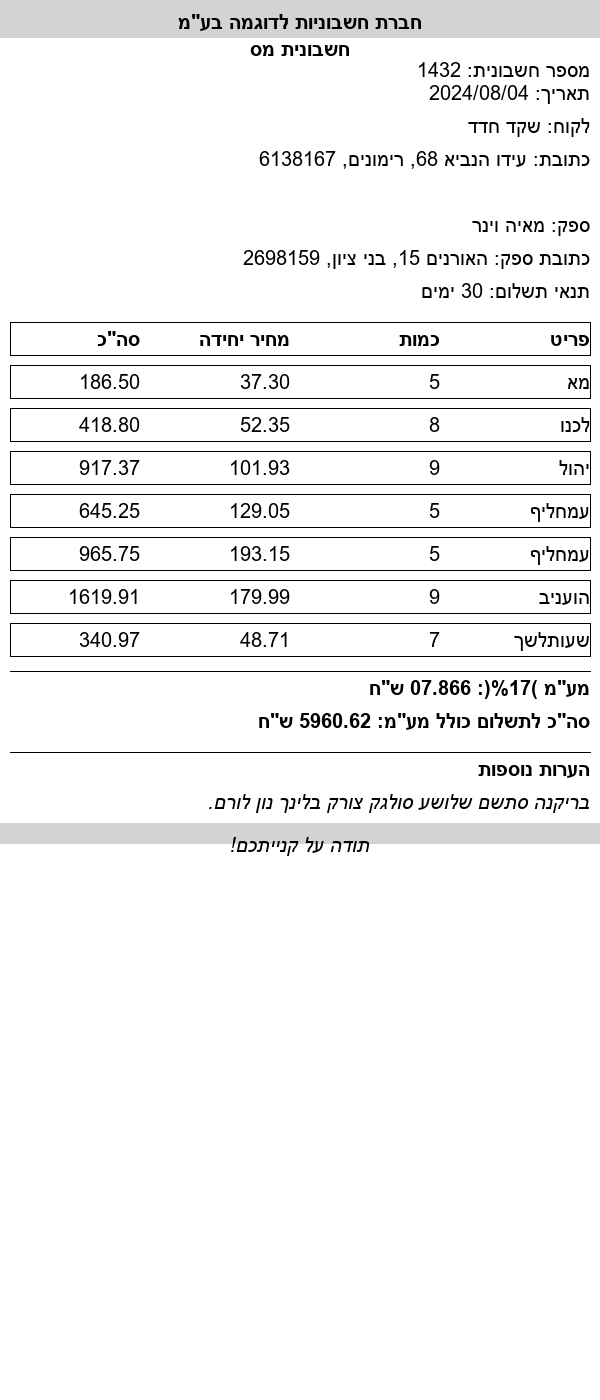 חברת חשבוניות לדוגמה בע"מ
חשבונית מס
מספר חשבונית: 1432
תאריך: 2024/08/04
לקוח: שקד חדד
כתובת: עידו הנביא 68, רימונים, 6138167
ספק: מאיה וינר
כתובת ספק: האורנים 15, בני ציון, 2698159
תנאי תשלום: 30 ימים
פריט כמות מחיר יחידה סה"כ
מא 5 37.30 186.50
לכנו 8 52.35 418.80
יהול 9 101.93 917.37
עמחליף 5 129.05 645.25
עמחליף 5 193.15 965.75
הועניב 9 179.99 1619.91
שעותלשך 7 48.71 340.97
מע"מ )17%(: 07.866 ש"ח
סה"כ לתשלום כולל מע"מ: 5960.62 ש"ח
הערות נוספות
בריקנה סתשם שלושע סולגק צורק בלינך נון לורם.
תודה על קנייתכם!